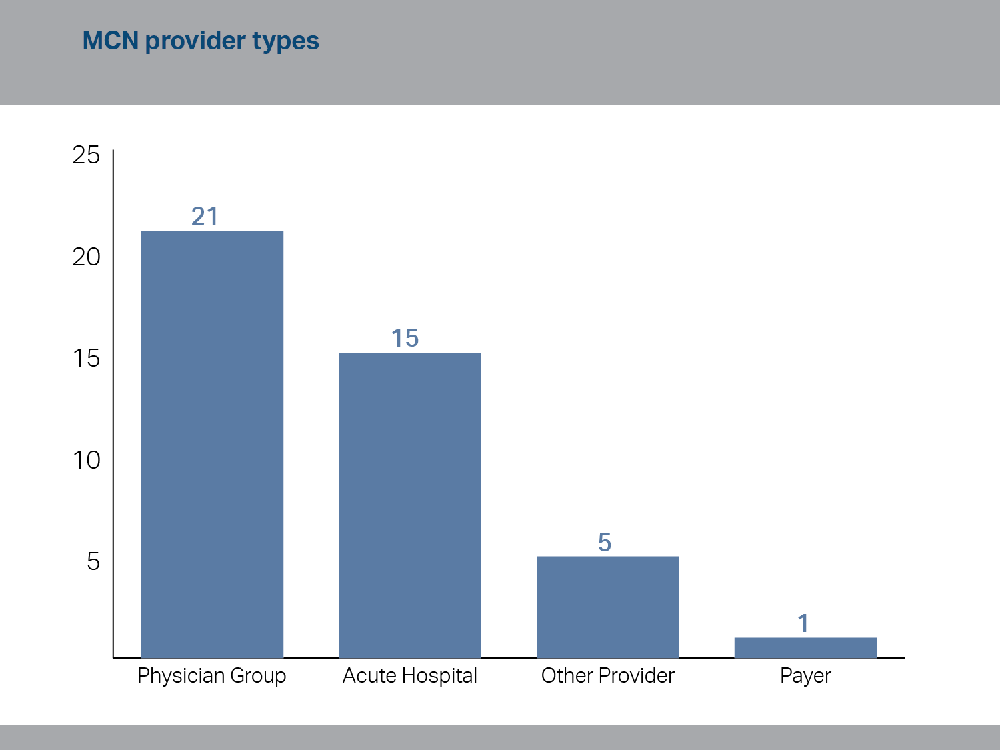 MCN provider types
25
20
15
10
5
21
15
5
1
Physician Group
Acute Hospital
Other Provider
Payer